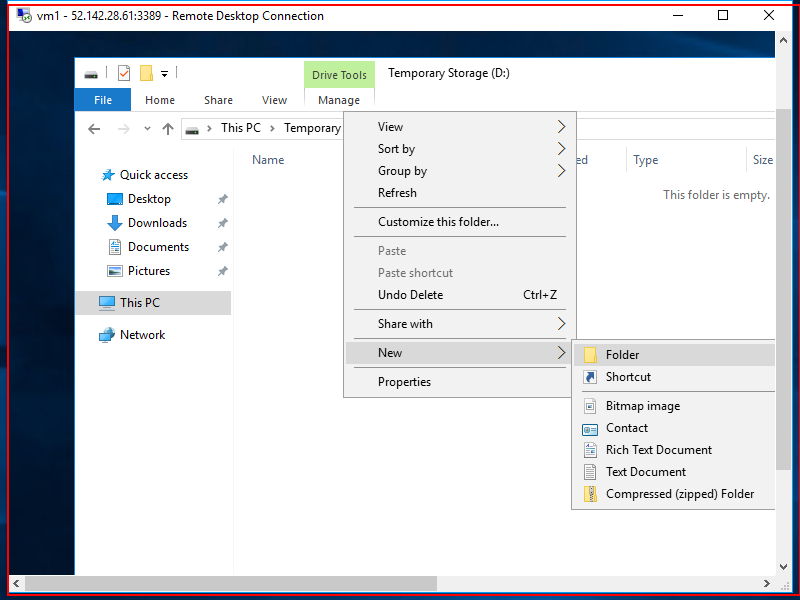 vm1 - 52.142.28.61:3389 - Remote Desktop Connection
Drive Tools
Temporary Storage (D:)
File
Home
Share
View
Manage
This PC
Temporary
Name
ed
Type
Size
This folder is empty.
Quick access
Desktop
Downloads
Documents
Pictures
This PC
Network
View
Sort by
Group by
Refresh
Customize this folder...
Paste
Paste shortcut
Undo Delete Ctrl+Z
Share with
New
Properties
Folder
Shortcut
Bitmap image
Contact
Rich Text Document
Text Document
Compressed (zipped) Folder